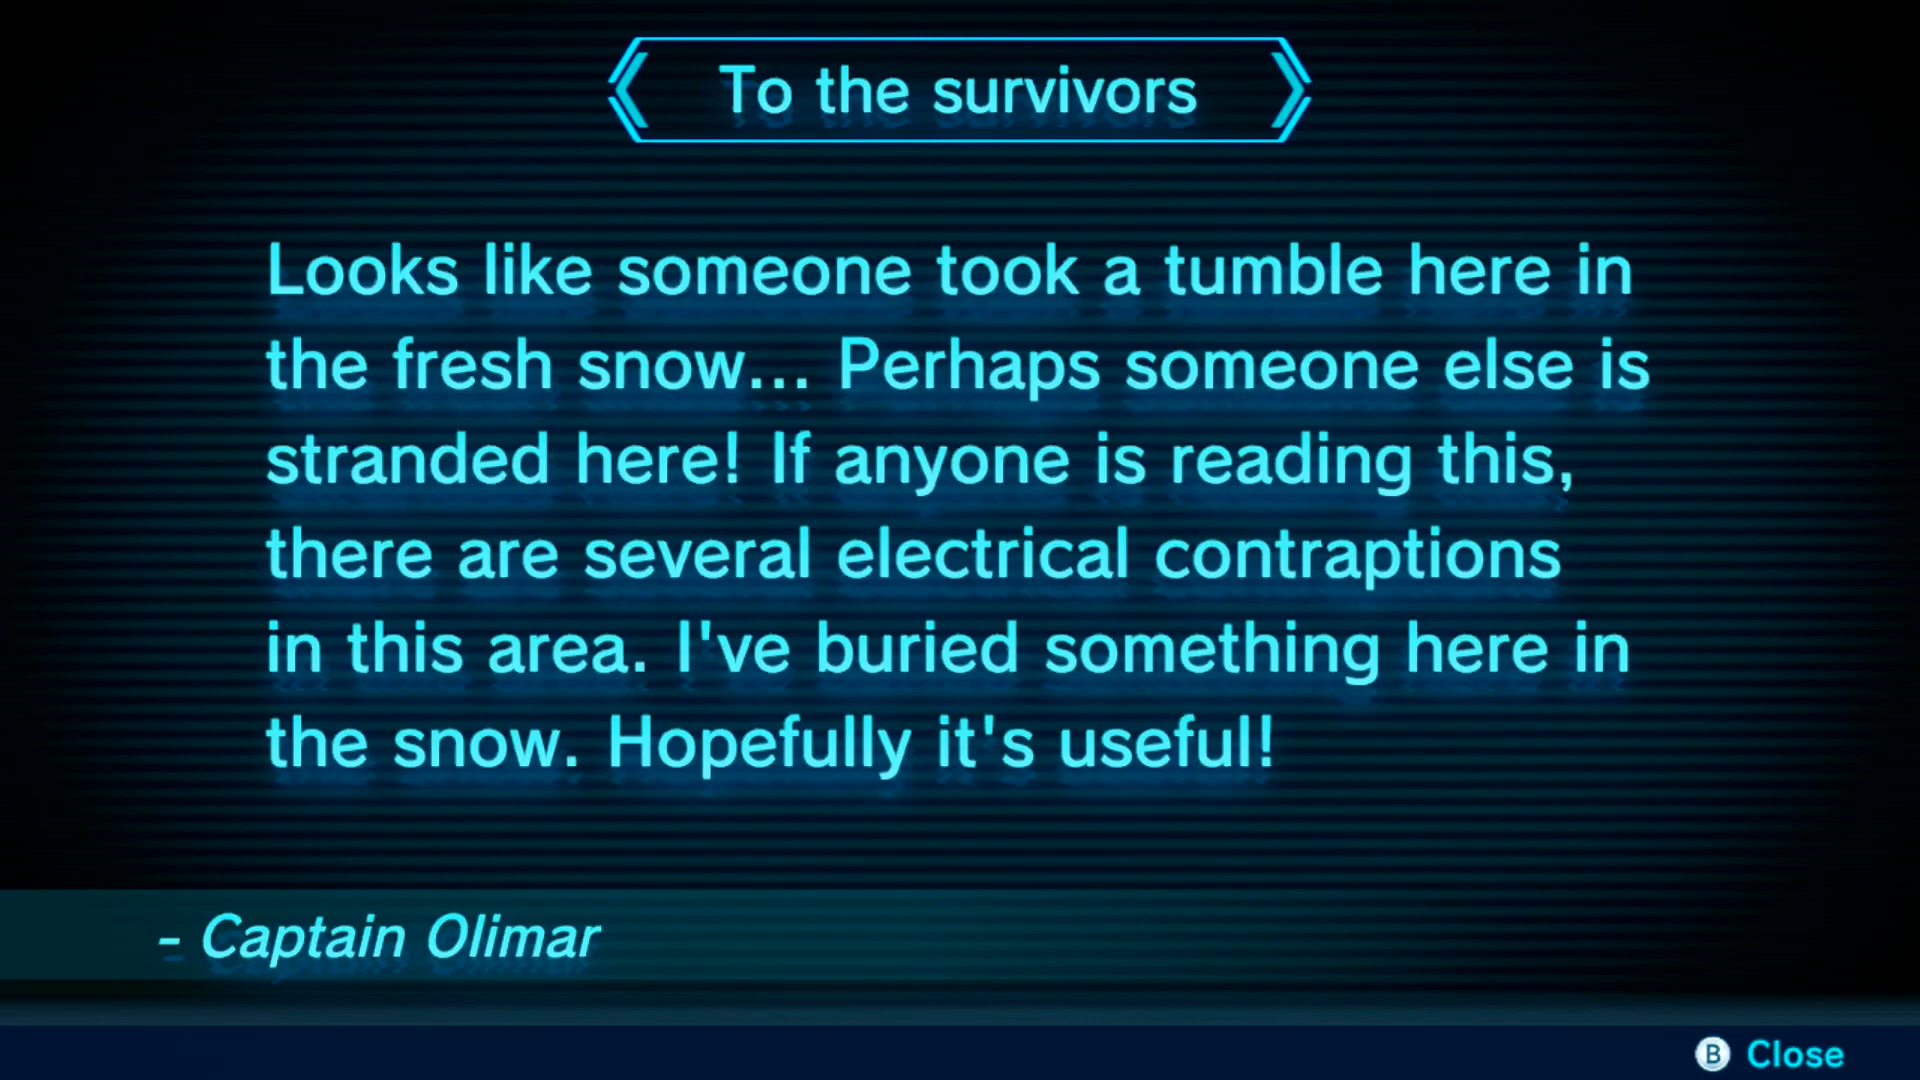 To the survivors
Looks like someone took a tumble here in
the fresh snow... Perhaps someone else is
stranded here! If anyone is reading this,
there are several electrical contraptions
in this area. I've buried something here in
the snow. Hopefully it's useful!
- Captain Olimar
B Close